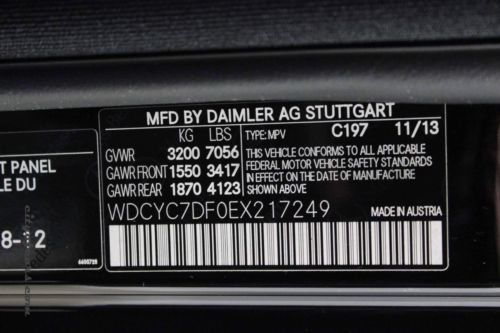 MFD BY DAIMLER AG STUTTGART
KG LBS
TYPE: MPV C197 11/13
GVWR 3200 7056
GAWR FRONT 1550 3417
GAWR REAR 1870 4123
THIS VEHICLE CONFORMS TO ALL APPLICABLE
FEDERAL MOTOR VEHICLE SAFETY STANDARDS
IN EFFECT ON THE DATE OF MANUFACTURE
SHOWN ABOVE.
WDCYC7DF0EX217249 MADE IN AUSTRIA
T PANEL
LE DU
8- 2